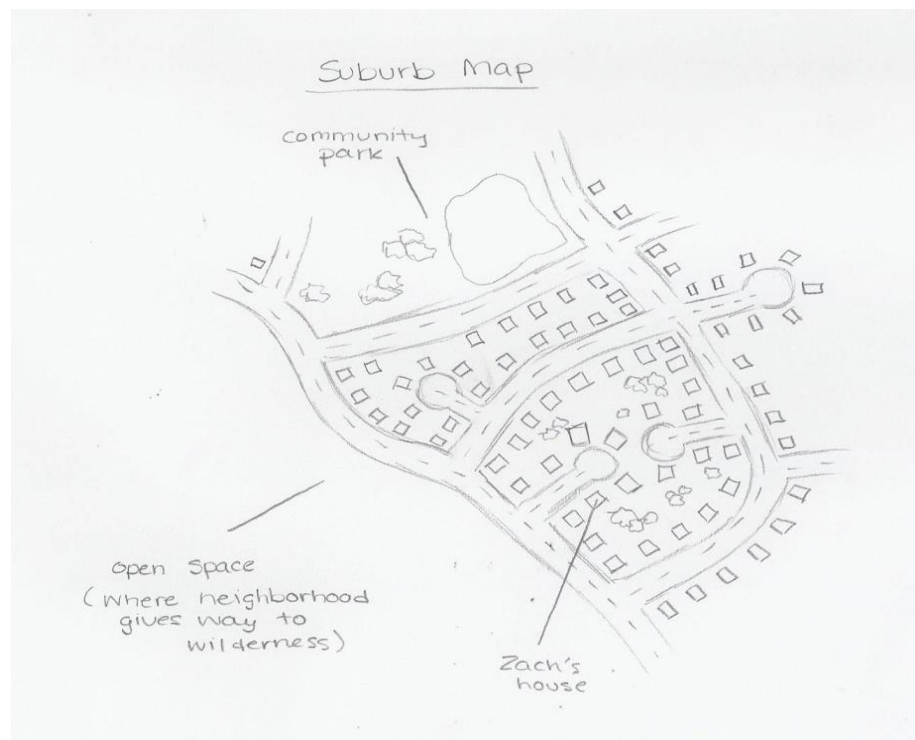 Suburb Map
community
park
open space
(where neighborhood
gives way to
wilderness)
Zach's
house